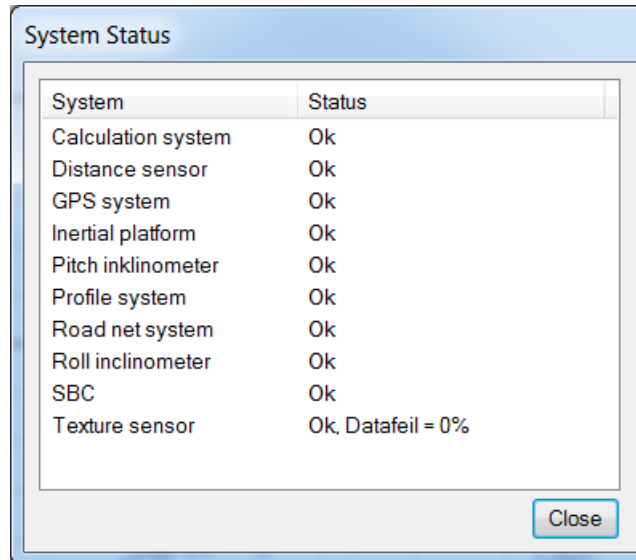 System Status
System Status
Calculation system Ok
Distance sensor Ok
GPS system Ok
Inertial platform Ok
Pitch inklinometer Ok
Profile system Ok
Road net system Ok
Roll inclinometer Ok
SBC Ok
Texture sensor Ok, Datafeil = 0%
Close